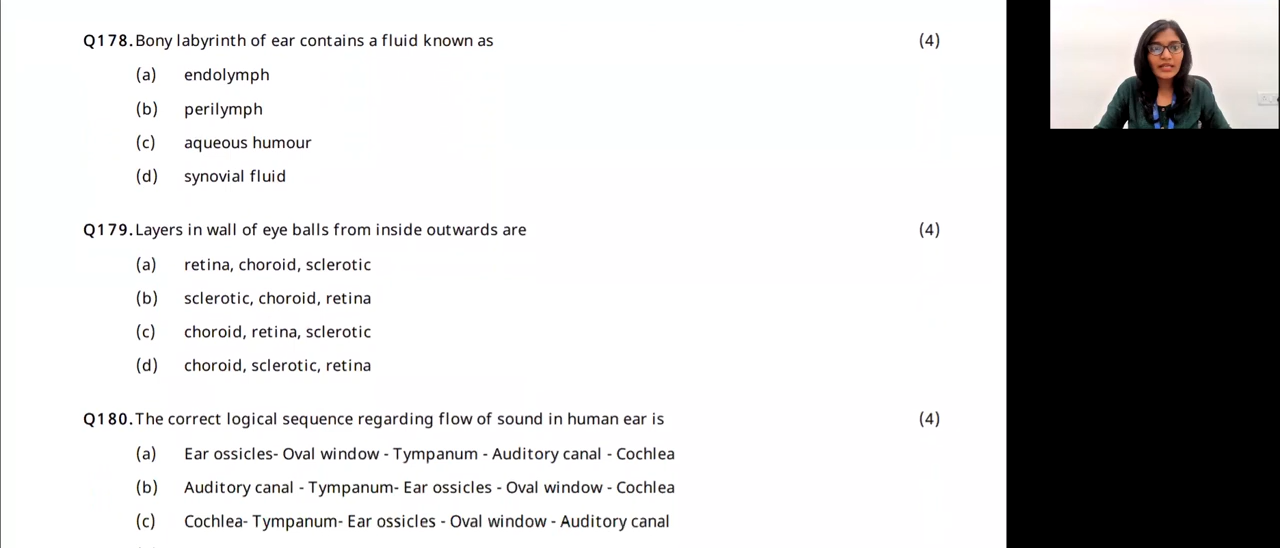 Q178. Bony labyrinth of ear contains a fluid known as (4)
(a) endolymph
(b) perilymph
(c) aqueous humour
(d) synovial fluid
Q179. Layers in wall of eye balls from inside outwards are (4)
(a) retina, choroid, sclerotic
(b) sclerotic, choroid, retina
(c) choroid, retina, sclerotic
(d) choroid, sclerotic, retina
Q180. The correct logical sequence regarding flow of sound in human ear is (4)
(a) Ear ossicles- Oval window - Tympanum - Auditory canal - Cochlea
(b) Auditory canal - Tympanum- Ear ossicles - Oval window - Cochlea
(c) Cochlea- Tympanum- Ear ossicles - Oval window - Auditory canal